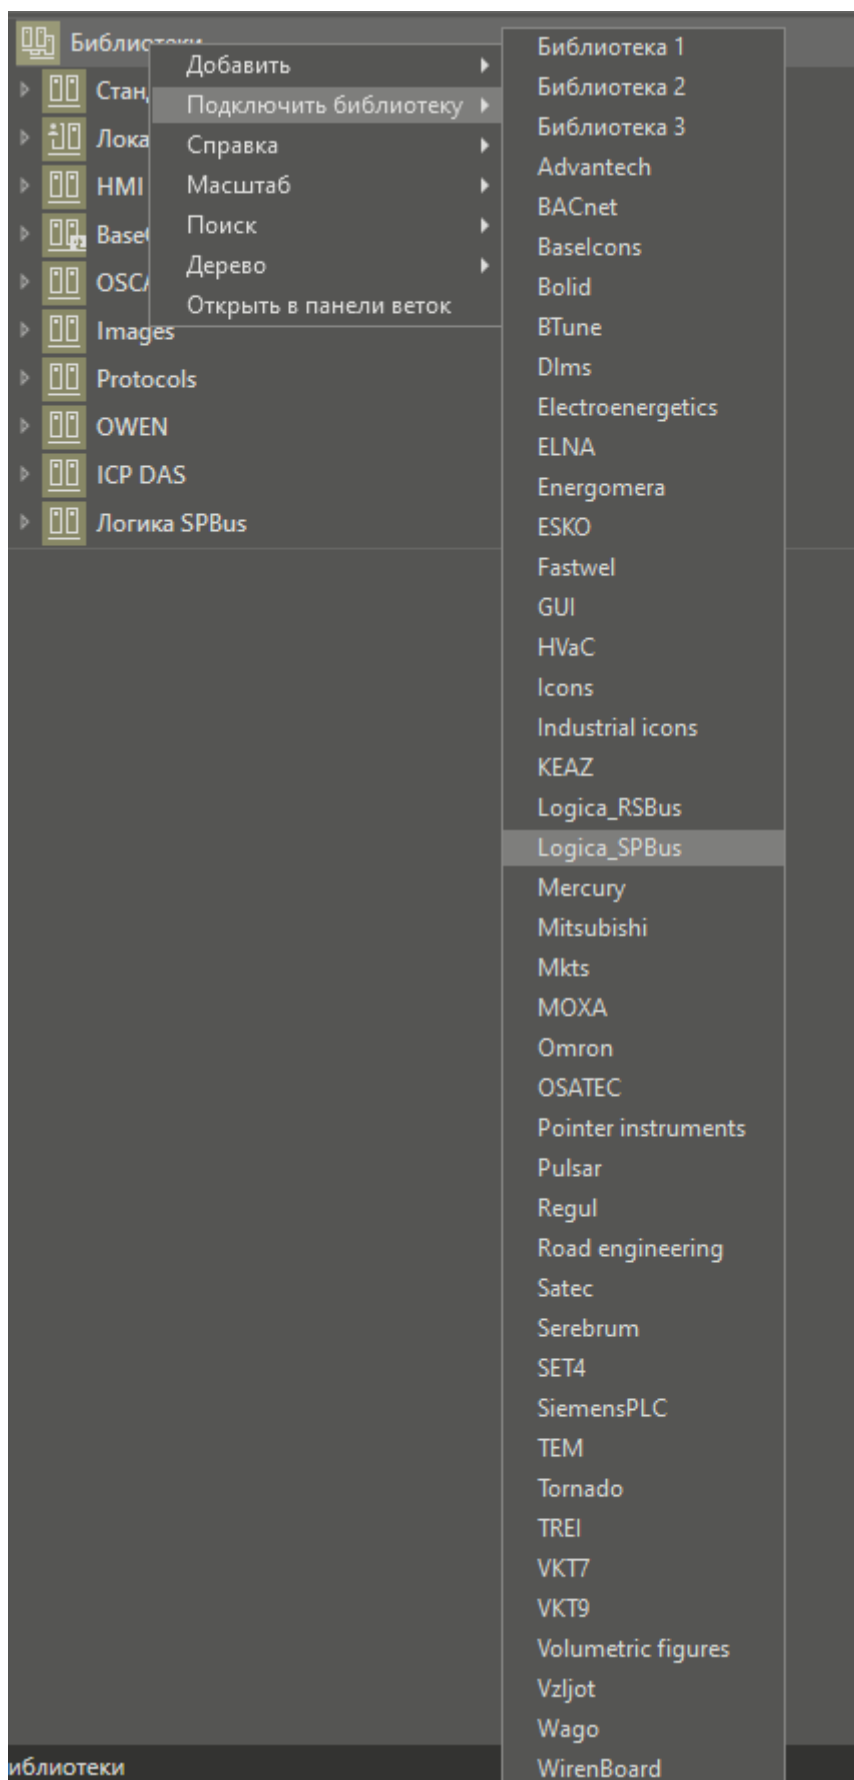 Библиотеки
Стан
Лока
HMI
Base
OSCA
Images
Protocols
OWEN
ICP DAS
Логика SPBus
Добавить
Подключить библиотеку
Справка
Масштаб
Поиск
Дерево
Открыть в панели веток
Библиотека 1
Библиотека 2
Библиотека 3
Advantech
BACnet
BaseIcons
Bolid
BTune
Dlms
Electroenergetics
ELNA
Energomera
ESKO
Fastwel
GUI
HVaC
Icons
Industrial icons
KEAZ
Logica_RSBus
Logica_SPBus
Mercury
Mitsubishi
Mkts
MOXA
Omron
OSATEC
Pointer instruments
Pulsar
Regul
Road engineering
Satec
Serebrum
SET4
SiemensPLC
TEM
Tornado
TREI
VKT7
VKT9
Volumetric figures
Vzljot
Wago
WirenBoard
иблиотеки